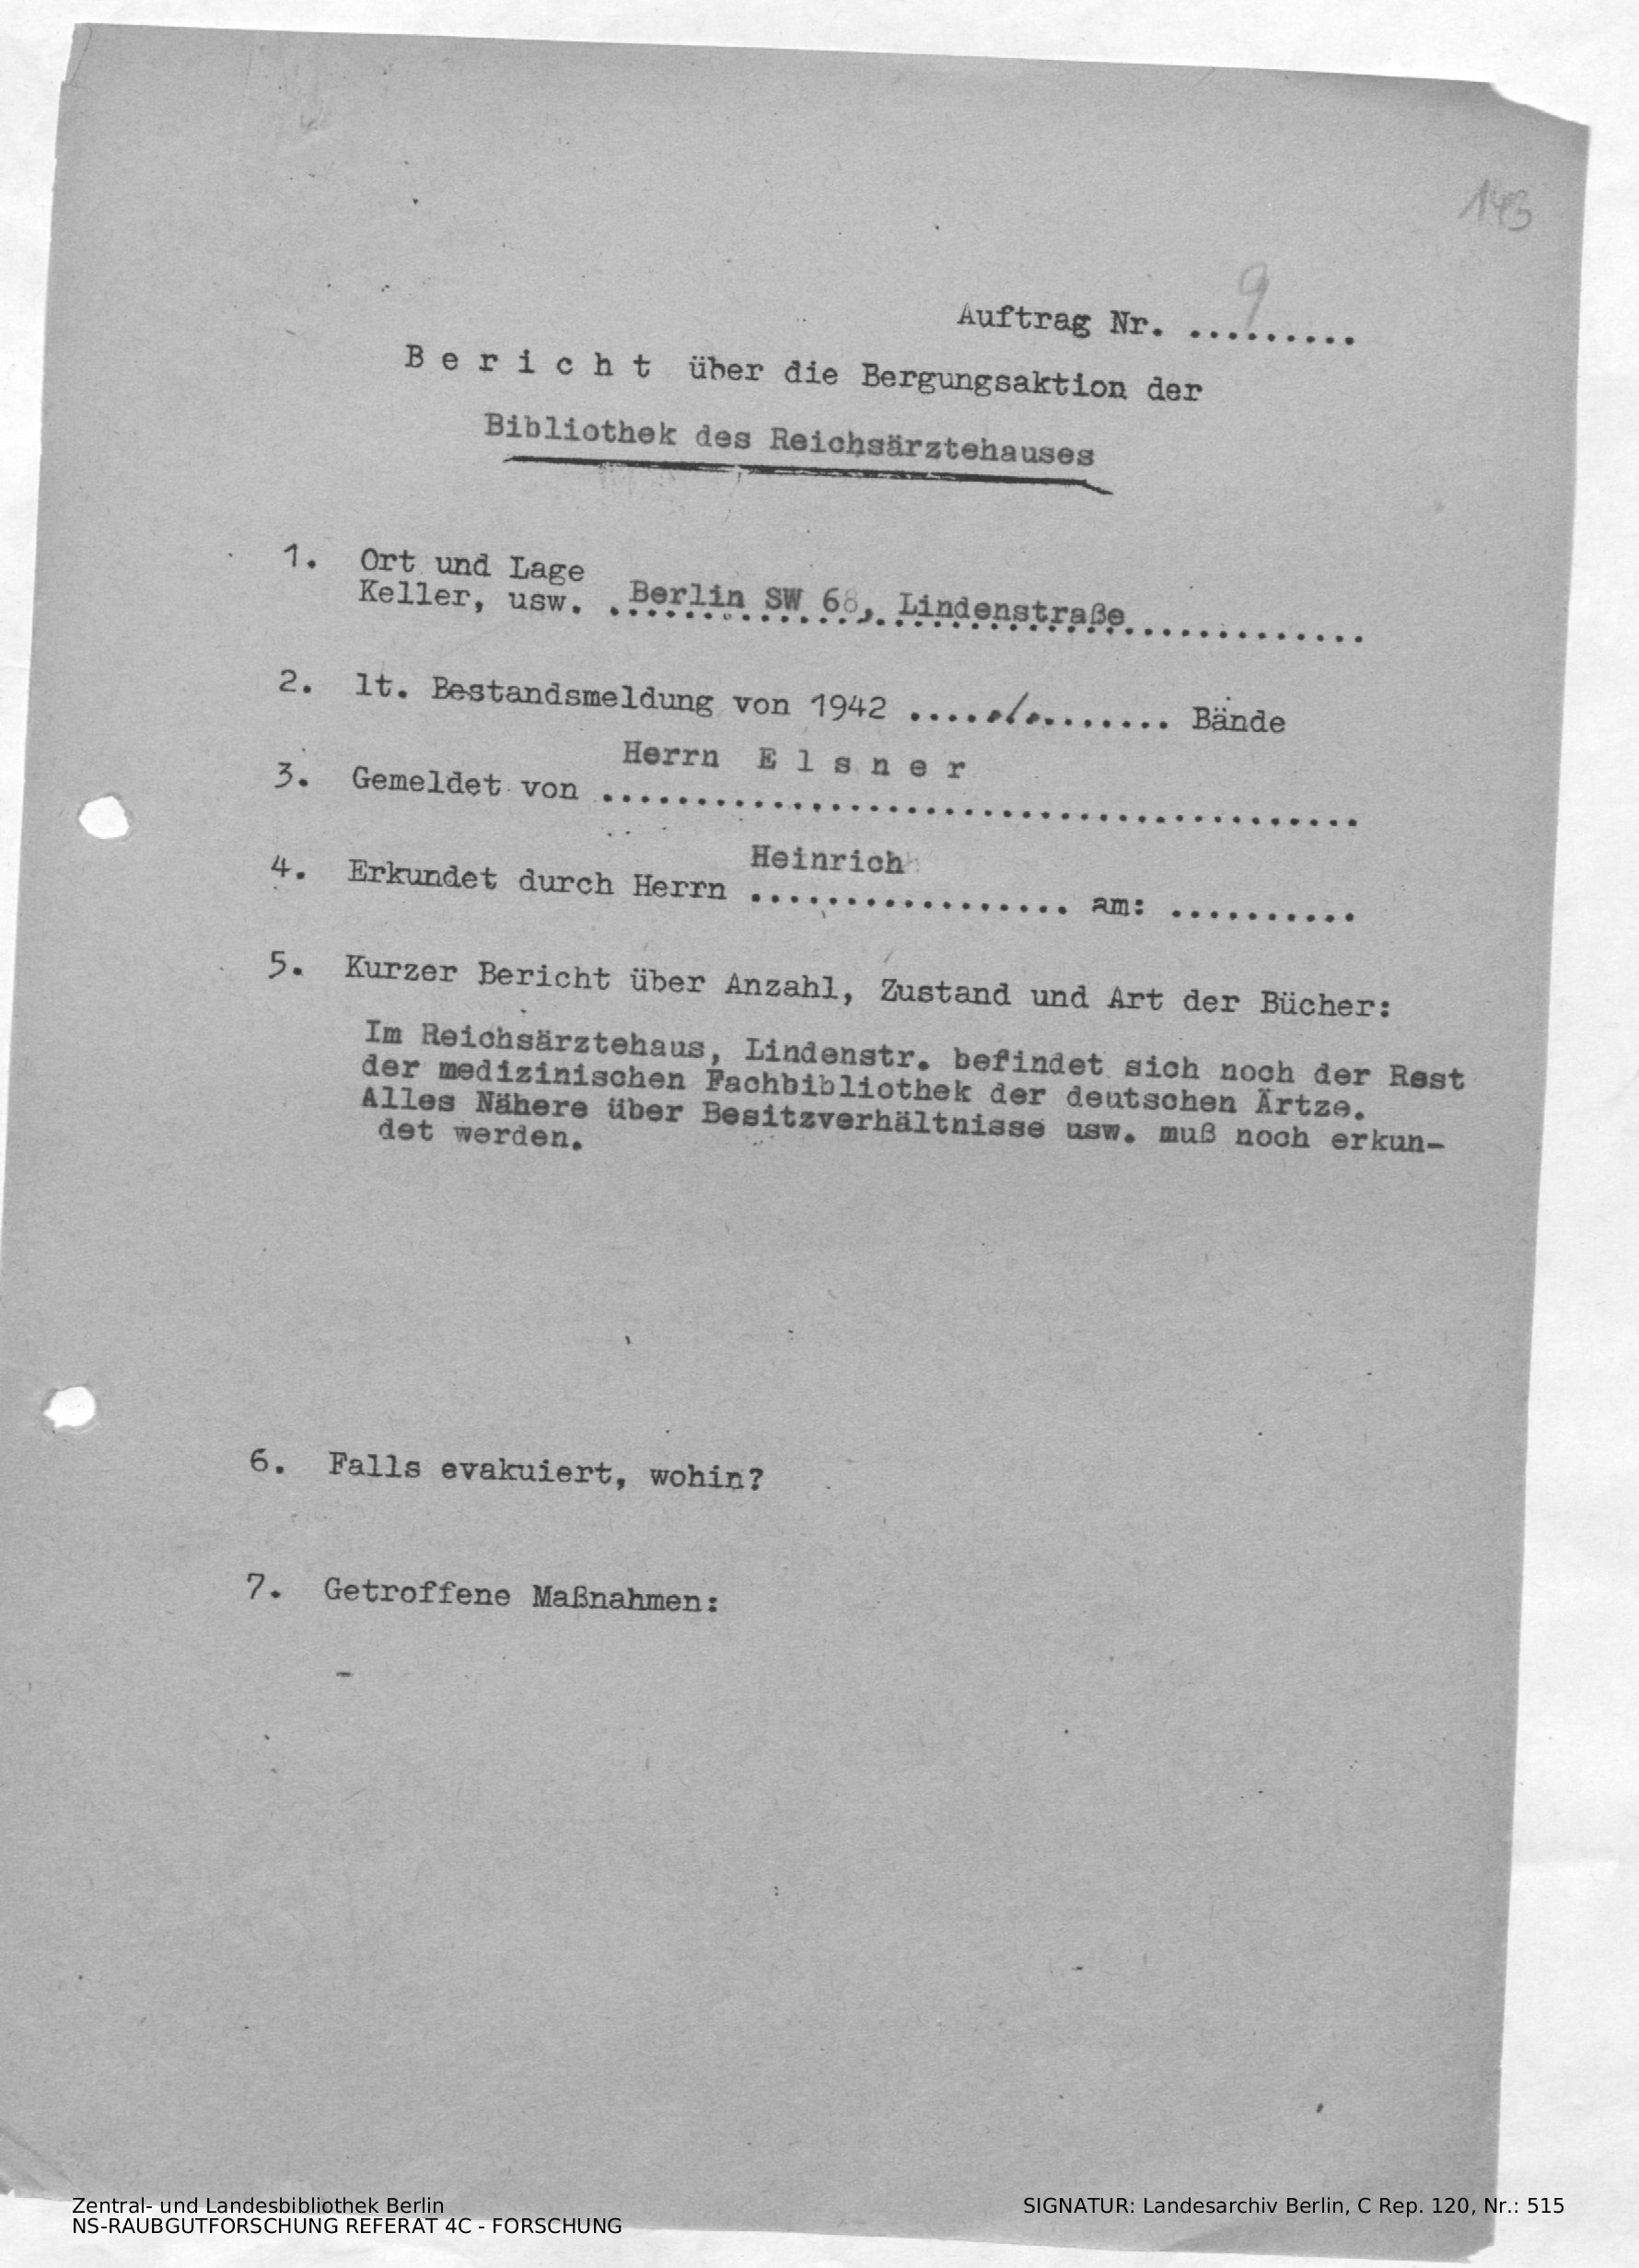 143
Auftrag Nr. ..9.......
B e r i c h t über die Bergungsaktion der
Bibliothek des Reichsärztehauses
1. Ort und Lage
Keller, usw. Berlin SW 68, Lindenstraße
2. lt. Bestandsmeldung von 1942 ..../....... Bände
Herrn E l s n e r
3. Gemeldet von ........................................
Heinrich
4. Erkundet durch Herrn ................. am: ..........
5. Kurzer Bericht über Anzahl, Zustand und Art der Bücher:
Im Reichsärztehaus, Lindenstr. befindet sich noch der Rest
der medizinischen Fachbibliothek der deutschen Ärtze.
Alles Nähere über Besitzverhältnisse usw. muß noch erkun-
det werden.
6. Falls evakuiert, wohin?
7. Getroffene Maßnahmen:
-
Zentral- und Landesbibliothek Berlin
NS-RAUBGUTFORSCHUNG REFERAT 4C - FORSCHUNG
SIGNATUR: Landesarchiv Berlin, C Rep. 120, Nr.: 515